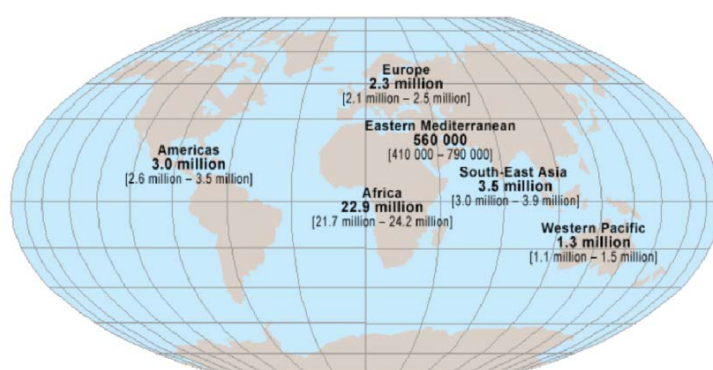 Europe
2.3 million
[2.1 million – 2.5 million]
Eastern Mediterranean
560 000
[410 000 – 790 000]
Americas
3.0 million
[2.6 million – 3.5 million]
South-East Asia
3.5 million
[3.0 million – 3.9 million]
Africa
22.9 million
[21.7 million – 24.2 million]
Western Pacific
1.3 million
[1.1 million – 1.5 million]